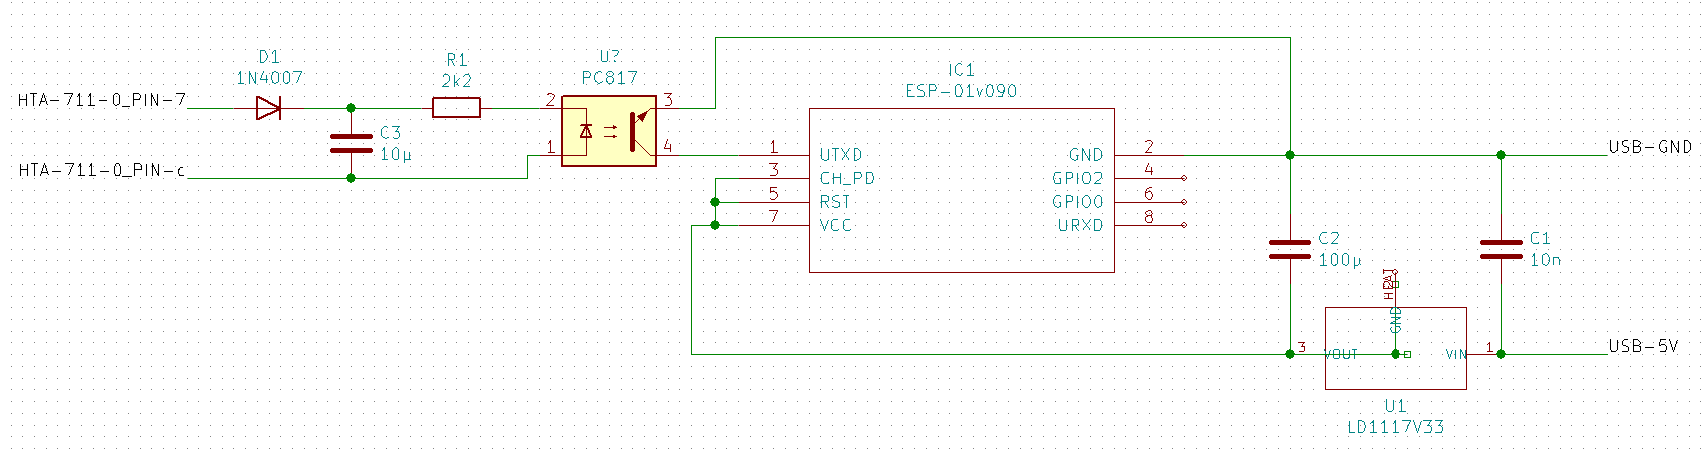 D1
1N4007
R1
2k2
U?
PC817
IC1
ESP-01v090
HTA-711-0_PIN-7
2
3
C3
10µ
1
4
HTA-711-0_PIN-c
1
UTXD
GND
2
USB-GND
3
CH_PD
GPIO2
4
5
RST
GPIO0
6
7
VCC
URXD
8
C2
100µ
C1
10n
GND
3
VOUT
VIN
1
USB-5V
U1
LD1117V33